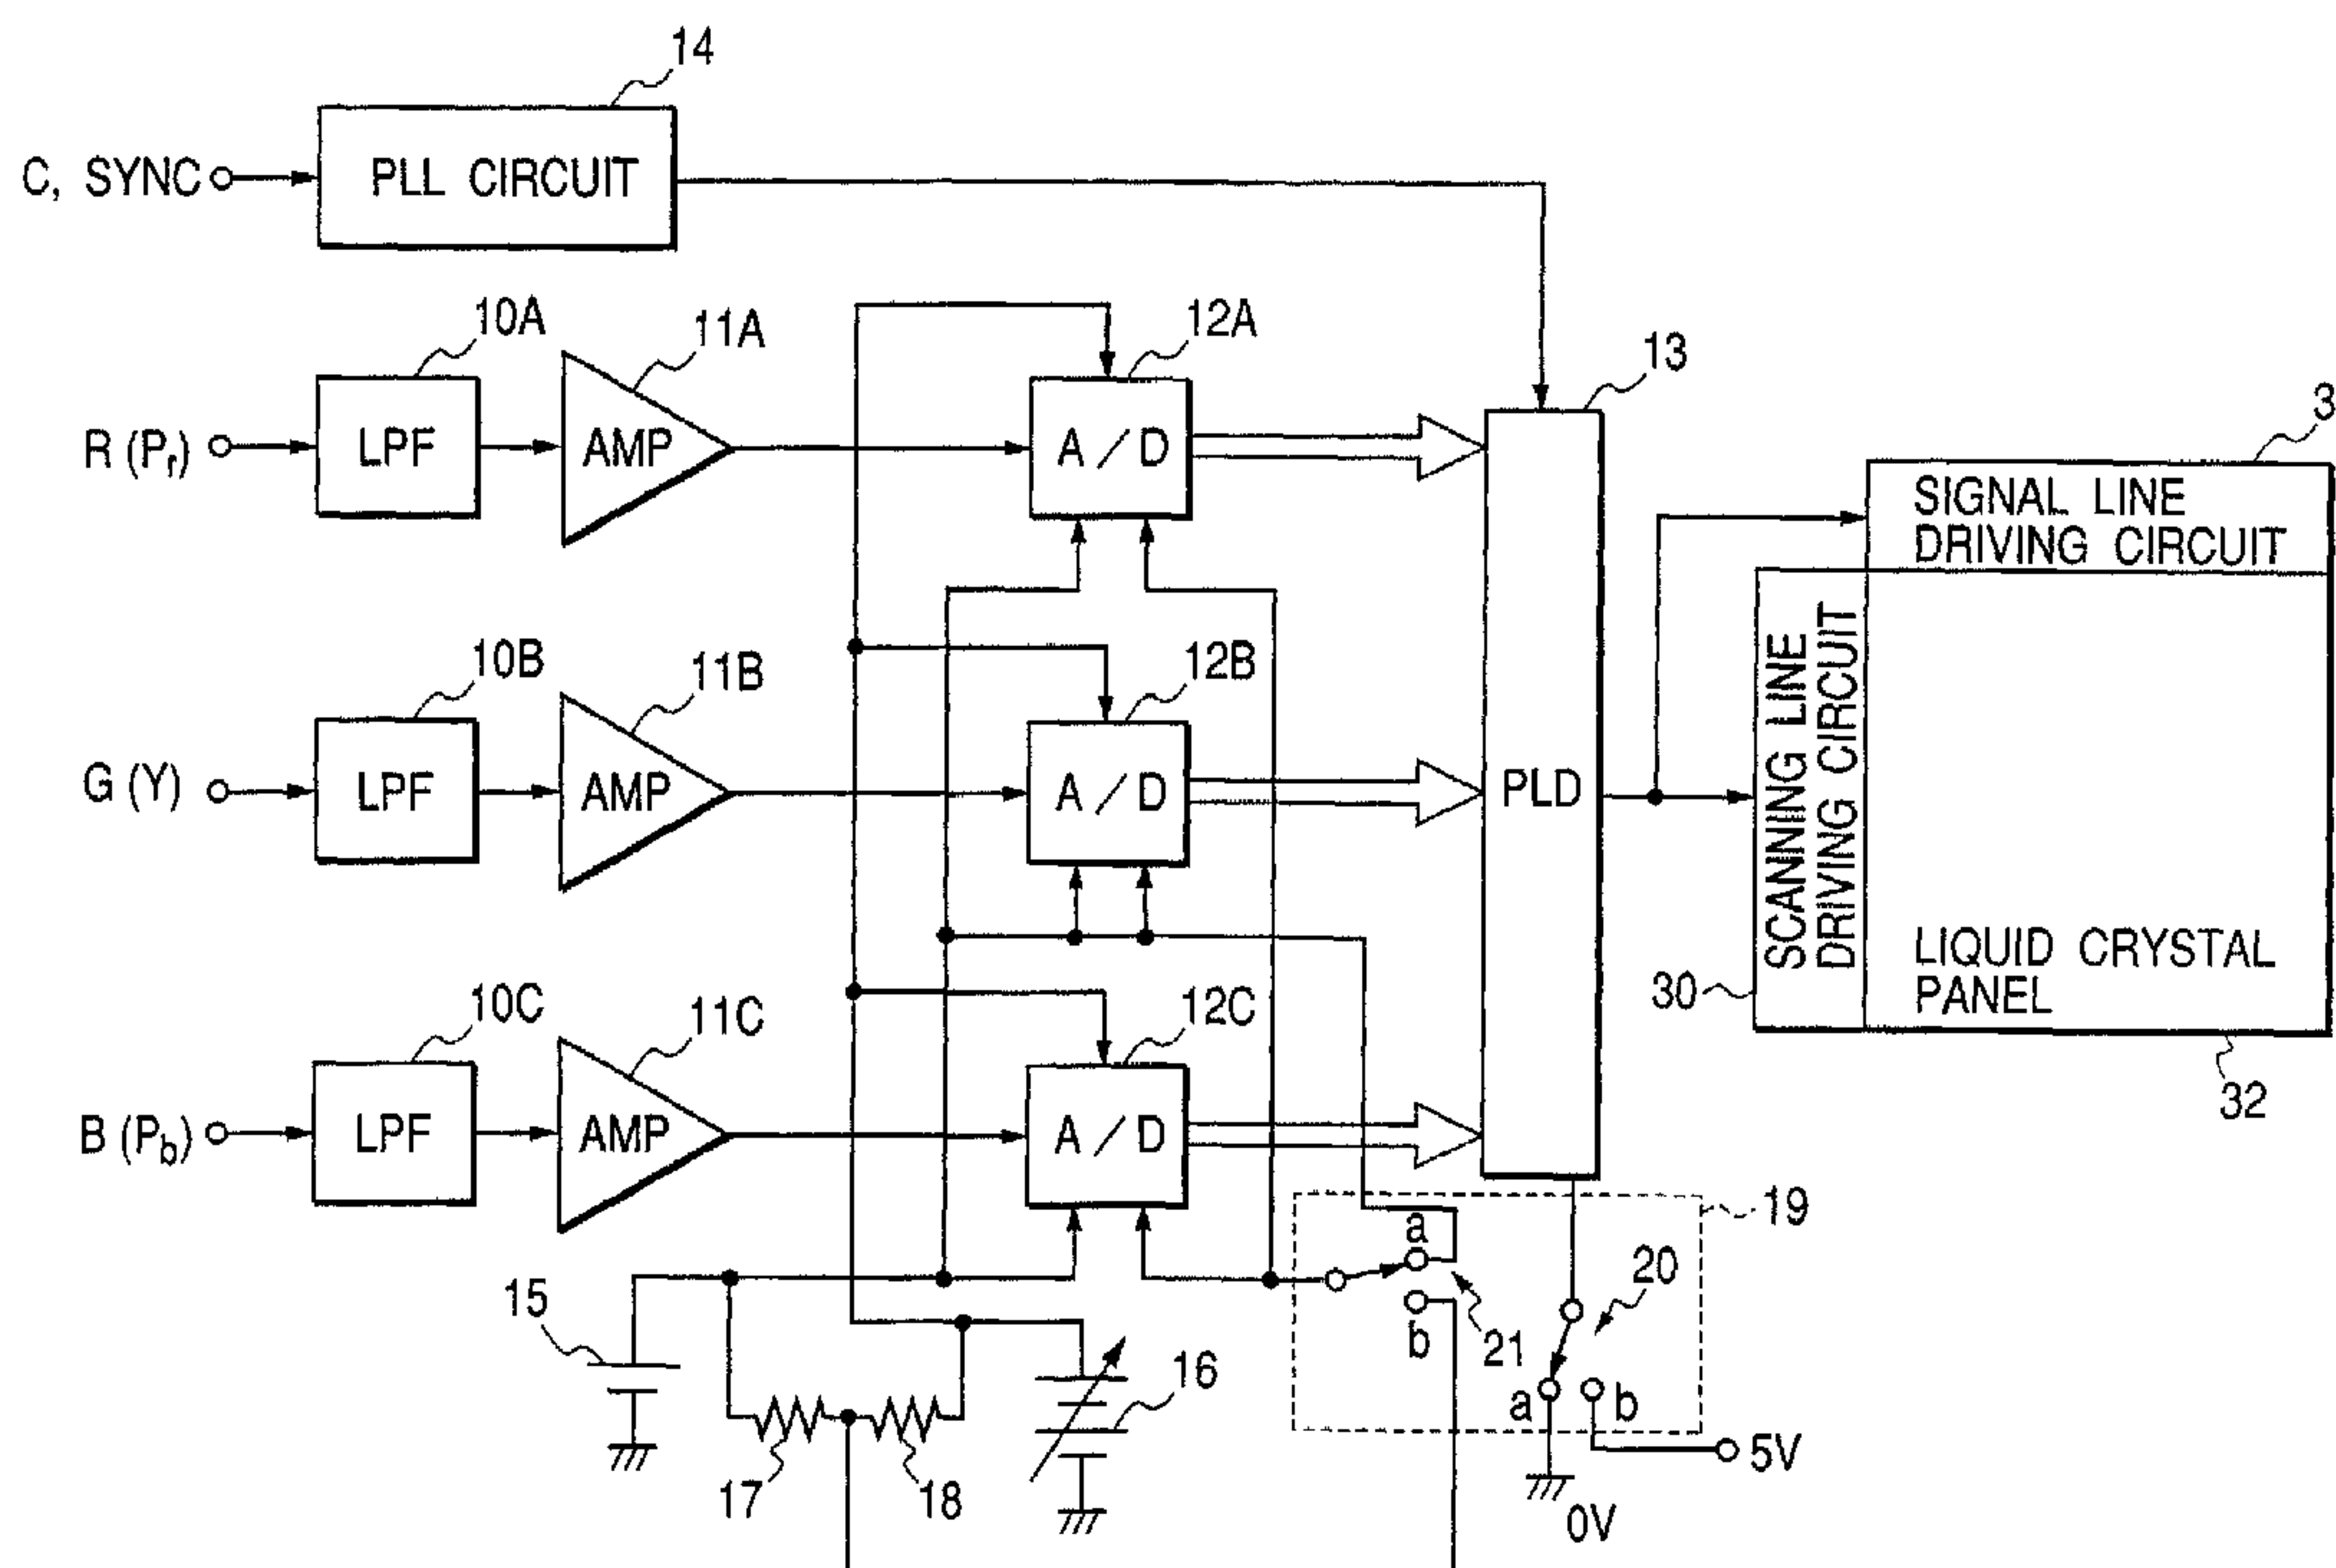 14
C, SYNC
PLL CIRCUIT
10A
11A
12A
13
3
R (Pr)
LPF
AMP
A / D
SIGNAL LINE
DRIVING CIRCUIT
10B
11B
12B
G (Y)
LPF
AMP
A / D
PLD
SCANNING LINE
DRIVING CIRCUIT
LIQUID CRYSTAL
PANEL
30
32
10C
11C
12C
B (Pb)
LPF
AMP
A / D
19
a
20
15
b
21
16
a
b
5V
17
18
0V